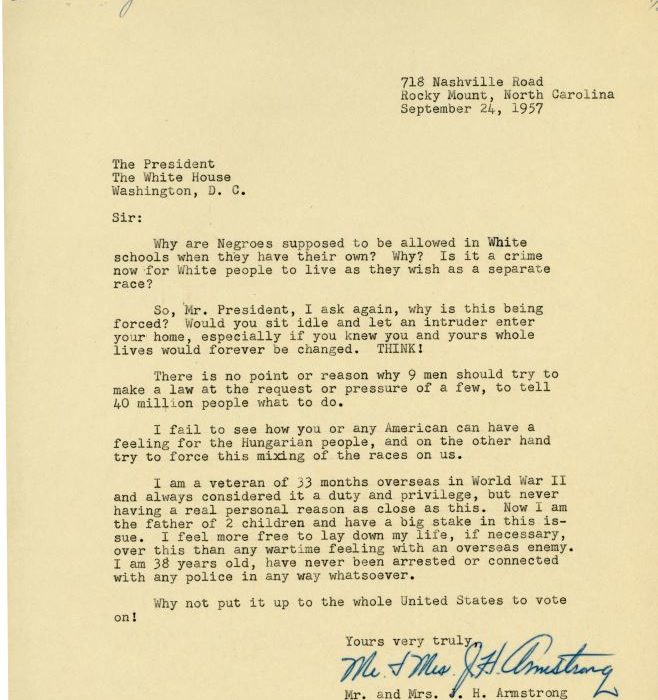 718 Nashville Road
Rocky Mount, North Carolina
September 24, 1957
The President
The White House
Washington, D. C.
Sir:
Why are Negroes supposed to be allowed in White
schools when they have their own? Why? Is it a crime
now for White people to live as they wish as a separate
race?
So, Mr. President, I ask again, why is this being
forced? Would you sit idle and let an intruder enter
your home, especially if you knew you and yours whole
lives would forever be changed. THINK!
There is no point or reason why 9 men should try to
make a law at the request or pressure of a few, to tell
40 million people what to do.
I fail to see how you or any American can have a
feeling for the Hungarian people, and on the other hand
try to force this mixing of the races on us.
I am a veteran of 33 months overseas in World War II
and always considered it a duty and privilege, but never
having a real personal reason as close as this. Now I am
the father of 2 children and have a big stake in this is-
sue. I feel more free to lay down my life, if necessary,
over this than any wartime feeling with an overseas enemy.
I am 38 years old, have never been arrested or connected
with any police in any way whatsoever.
Why not put it up to the whole United States to vote
on!
Yours very truly,
Mr. & Mrs. J. H. Armstrong
Mr. and Mrs. J. H. Armstrong